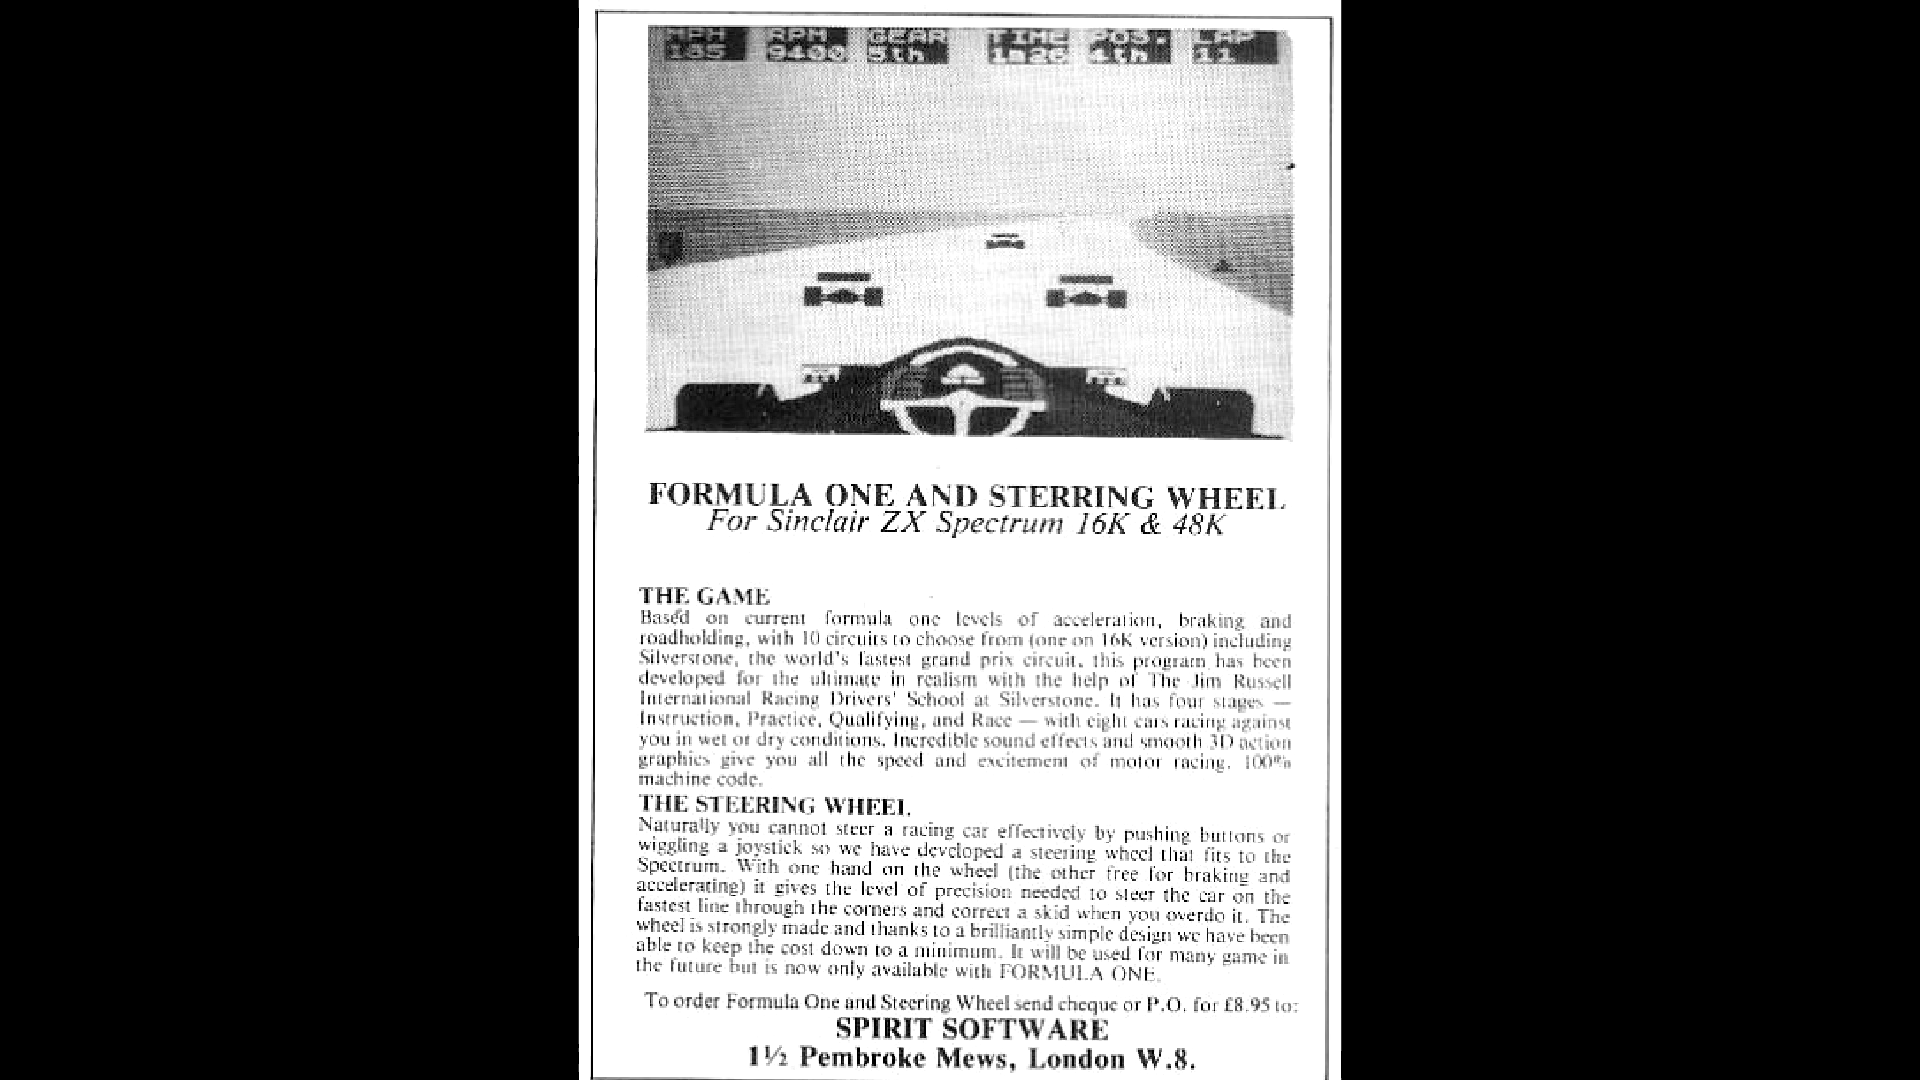 MPH RPM GEAR TIME POS. LAP
185 9400 5th 1m26 4th 11
FORMULA ONE AND STERRING WHEEL
For Sinclair ZX Spectrum 16K & 48K
THE GAME
Based on current formula one levels of acceleration, braking and
roadholding, with 10 circuits to choose from (one on 16K version) including
Silverstone, the world's fastest grand prix circuit, this program has been
developed for the ultimate in realism with the help of The Jim Russell
International Racing Drivers' School at Silverstone. It has four stages —
Instruction, Practice, Qualifying, and Race — with eight cars racing against
you in wet or dry conditions. Incredible sound effects and smooth 3D action
graphics give you all the speed and excitement of motor racing. 100%
machine code.
THE STEERING WHEEL
Naturally you cannot steer a racing car effectively by pushing buttons or
wiggling a joystick so we have developed a steering wheel that fits to the
Spectrum. With one hand on the wheel (the other free for braking and
accelerating) it gives the level of precision needed to steer the car on the
fastest line through the corners and correct a skid when you overdo it. The
wheel is strongly made and thanks to a brilliantly simple design we have been
able to keep the cost down to a minimum. It will be used for many game in
the future but is now only available with FORMULA ONE.
To order Formula One and Steering Wheel send cheque or P.O. for £8.95 to:
SPIRIT SOFTWARE
1½ Pembroke Mews, London W.8.